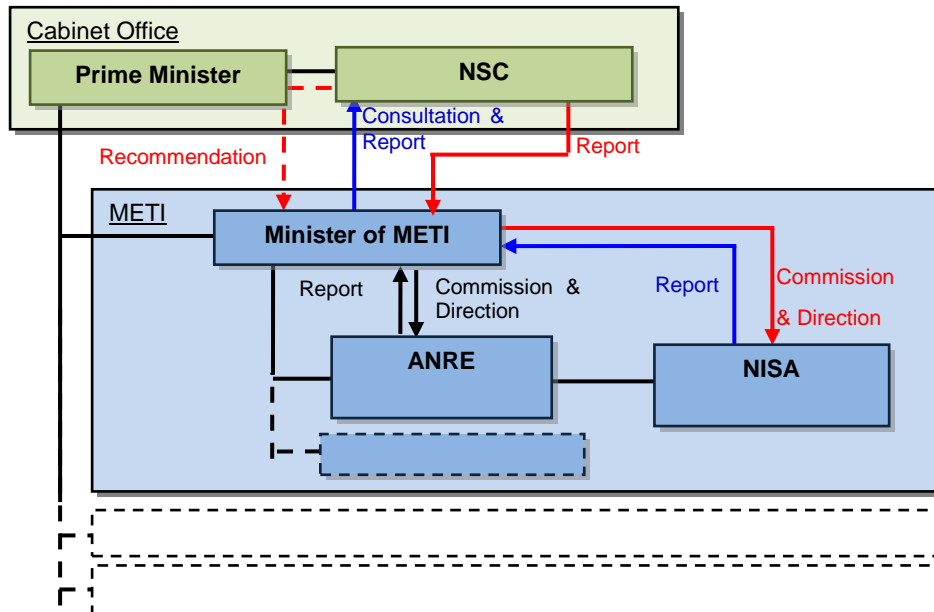 Cabinet Office
Prime Minister
NSC
Consultation &
Report
Report
Recommendation
METI
Minister of METI
Report
Commission &
Direction
Report
Commission
& Direction
ANRE
NISA